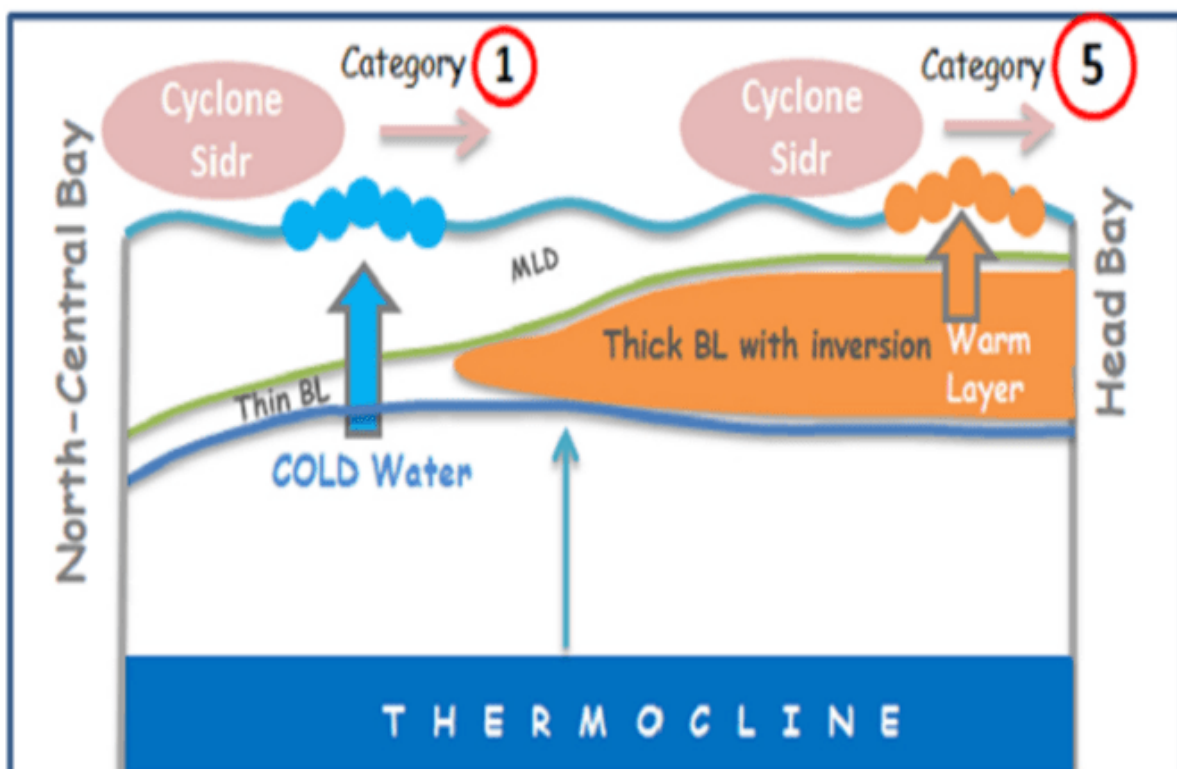 Category 1
Cyclone
Sidr
Category 5
Cyclone
Sidr
North-Central Bay
Head Bay
MLD
Thin BL
Thick BL with inversion
Warm
Layer
COLD Water
THERMOCLINE